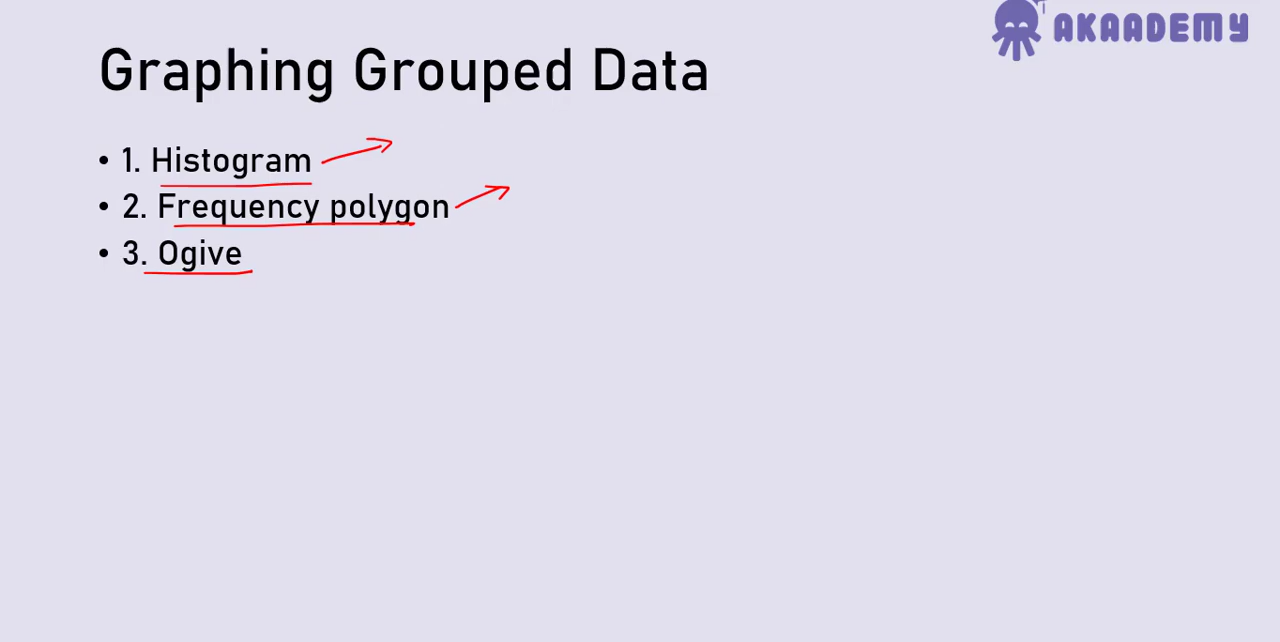 AKAADEMY
Graphing Grouped Data
• 1. Histogram
• 2. Frequency polygon
• 3. Ogive